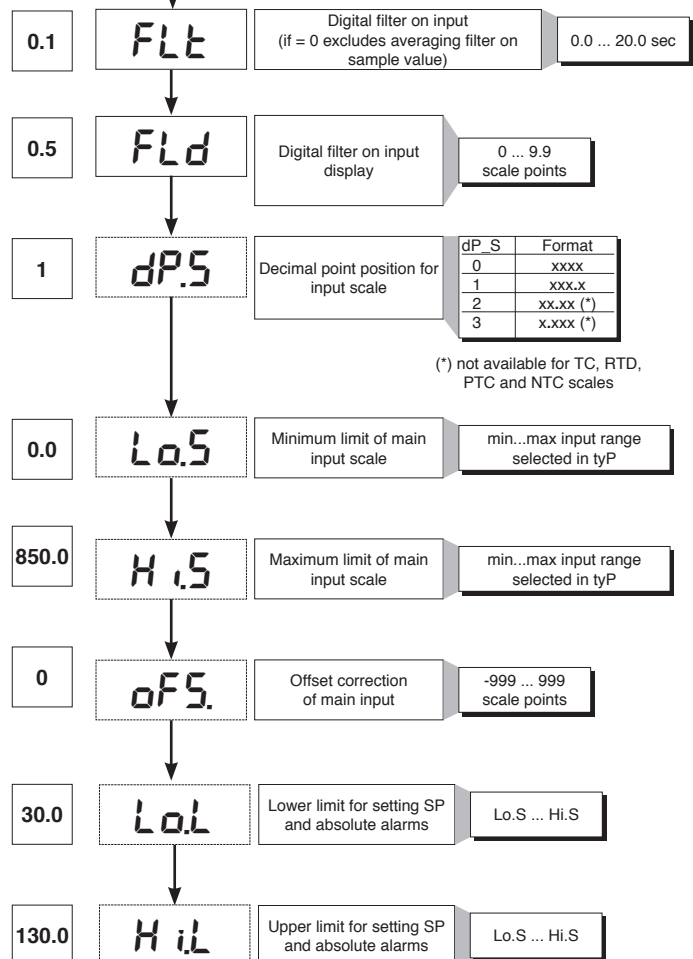 0.1
FLt
Digital filter on input
(if = 0 excludes averaging filter on
sample value)
0.0 ... 20.0 sec
0.5
FLd
Digital filter on input
display
0 ... 9.9
scale points
1
dP.S
Decimal point position for
input scale
dP_S Format
0 xxxx
1 xxx.x
2 xx.xx (*)
3 x.xxx (*)
(*) not available for TC, RTD,
PTC and NTC scales
0.0
Lo.S
Minimum limit of main
input scale
min...max input range
selected in tyP
850.0
Hi.S
Maximum limit of main
input scale
min...max input range
selected in tyP
0
oFS.
Offset correction
of main input
-999 ... 999
scale points
30.0
Lo.L
Lower limit for setting SP
and absolute alarms
Lo.S ... Hi.S
130.0
Hi.L
Upper limit for setting SP
and absolute alarms
Lo.S ... Hi.S